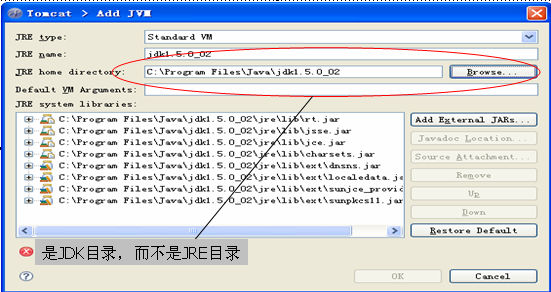 Tomcat > Add JVM
JRE type: Standard VM
JRE name: jdk1.5.0_02
JRE home directory: C:\Program Files\Java\jdk1.5.0_02 Browse...
Default VM Arguments:
JRE system libraries:
C:\Program Files\Java\jdk1.5.0_02\jre\lib\rt.jar
C:\Program Files\Java\jdk1.5.0_02\jre\lib\jsse.jar
C:\Program Files\Java\jdk1.5.0_02\jre\lib\jce.jar
C:\Program Files\Java\jdk1.5.0_02\jre\lib\charsets.jar
C:\Program Files\Java\jdk1.5.0_02\jre\lib\ext\dnsns.jar
C:\Program Files\Java\jdk1.5.0_02\jre\lib\ext\localedata.ja
C:\Program Files\Java\jdk1.5.0_02\jre\lib\ext\sunjce_provid
C:\Program Files\Java\jdk1.5.0_02\jre\lib\ext\sunpkcs11.jar
Add External JARs...
Javadoc Location...
Source Attachment...
Remove
Up
Down
Restore Default
是JDK目录，而不是JRE目录
OK Cancel